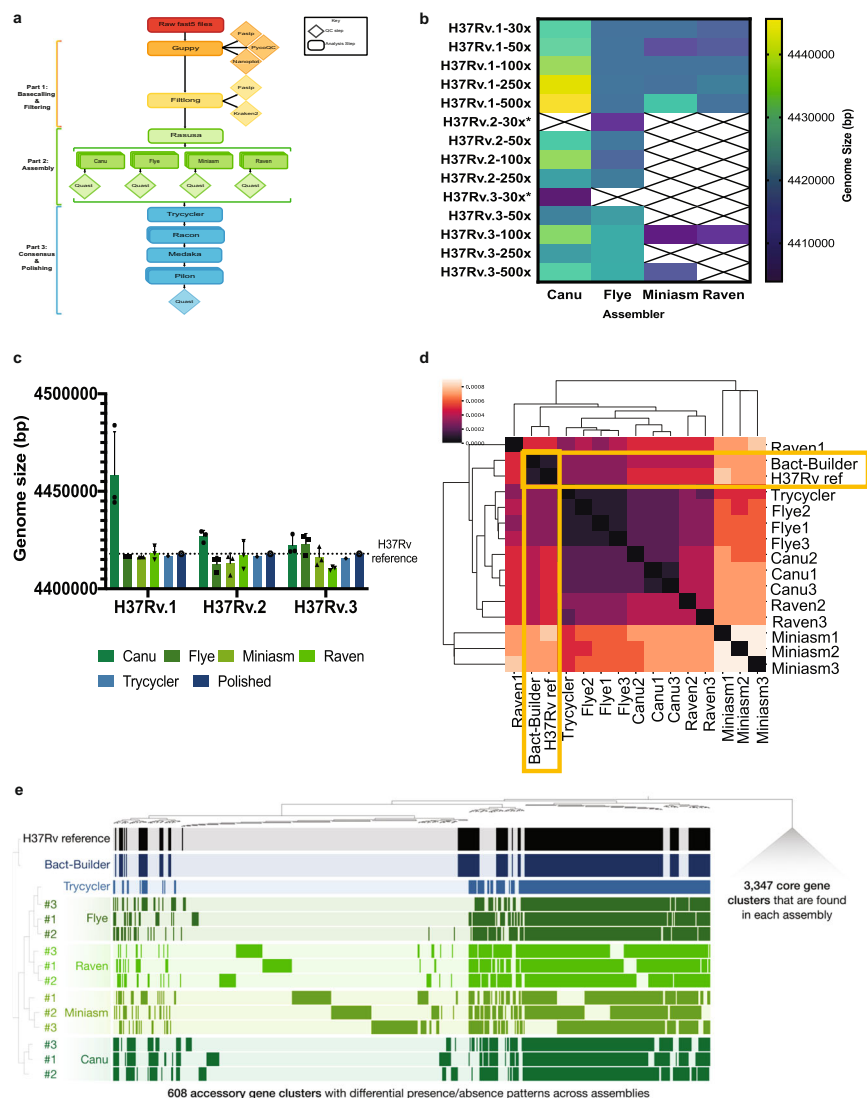 a
Raw fast5 files
Guppy
Fastp
PycoQC
Nanoplot
Key
QC step
Analysis Step
Part 1:
Basecalling
&
Filtering
Filtlong
Fastp
Kraken2
Rasusa
Part 2:
Assembly
Canu Flye Miniasm Raven
Quast Quast Quast Quast
Trycycler
Racon
Part 3:
Consensus
&
Polishing
Medaka
Pilon
Quast
b
H37Rv.1-30x
H37Rv.1-50x
H37Rv.1-100x
H37Rv.1-250x
H37Rv.1-500x
H37Rv.2-30x*
H37Rv.2-50x
H37Rv.2-100x
H37Rv.2-250x
H37Rv.3-30x*
H37Rv.3-50x
H37Rv.3-100x
H37Rv.3-250x
H37Rv.3-500x
Canu Flye Miniasm Raven
Assembler
4440000
4430000
4420000
4410000
Genome Size (bp)
c
Genome size (bp)
4500000
4450000
4400000
H37Rv
reference
H37Rv.1 H37Rv.2 H37Rv.3
Canu Flye Miniasm Raven
Trycycler Polished
d
0.0008
0.0006
0.0004
0.0002
0.0000
Raven1
Bact-Builder
H37Rv ref
Trycycler
Flye2
Flye1
Flye3
Canu2
Canu1
Canu3
Raven2
Raven3
Miniasm1
Miniasm2
Miniasm3
Raven1
Bact-Builder
H37Rv ref
Trycycler
Flye2
Flye1
Flye3
Canu2
Canu1
Canu3
Raven2
Raven3
Miniasm1
Miniasm2
Miniasm3
e
H37Rv reference
Bact-Builder
Trycycler
#3
#1 Flye
#2
#3
#1 Raven
#2
#1
#2 Miniasm
#3
#3
#1 Canu
#2
3,347 core gene
clusters that are found
in each assembly
608 accessory gene clusters with differential presence/absence patterns across assemblies